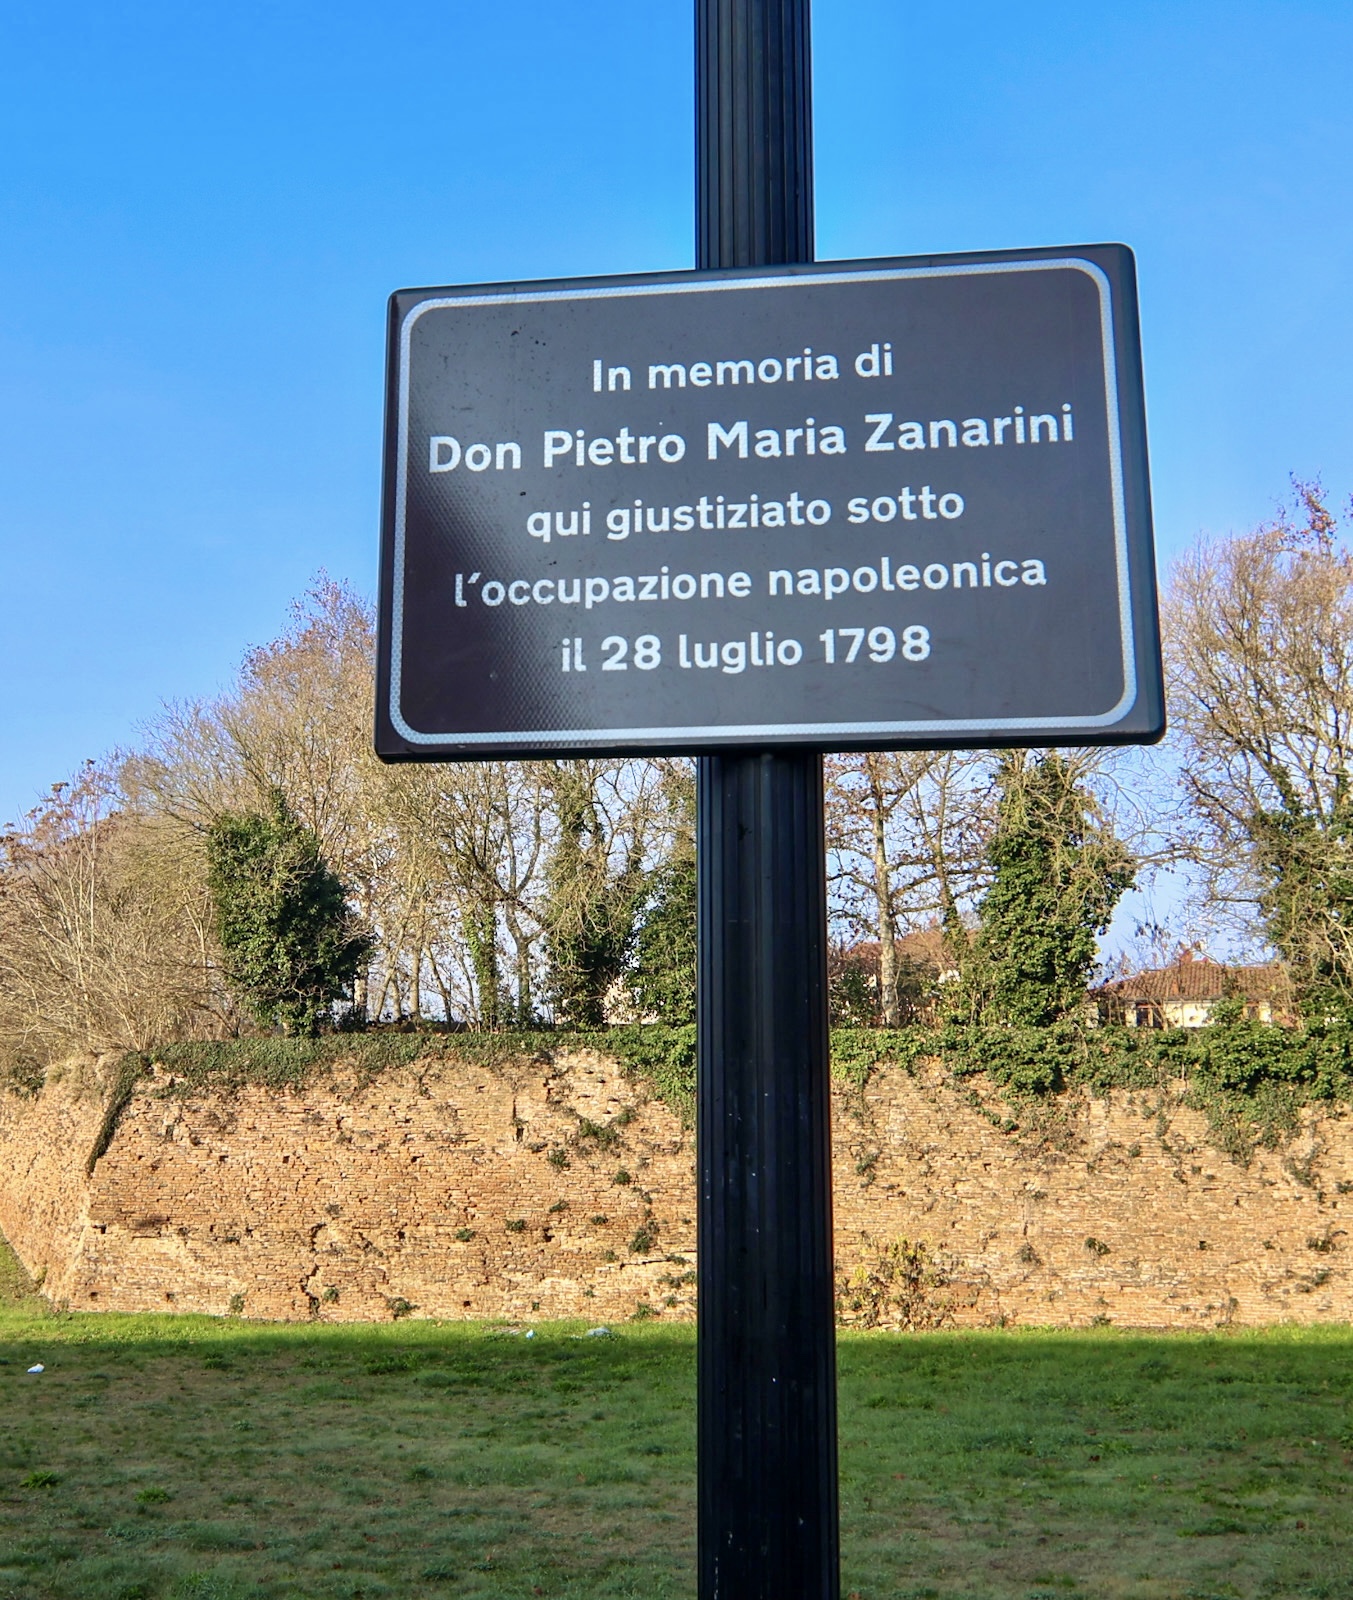 In memoria di
Don Pietro Maria Zanarini
qui giustiziato sotto
l'occupazione napoleonica
il 28 luglio 1798